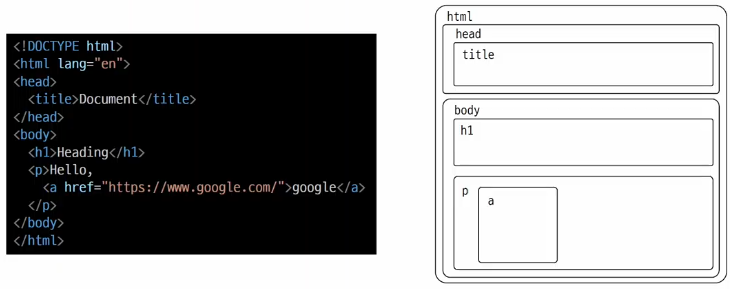 <!DOCTYPE html>
<html lang="en">
<head>
  <title>Document</title>
</head>
<body>
  <h1>Heading</h1>
  <p>Hello,
    <a href="https://www.google.com/">google</a>
  </p>
</body>
</html>
html
head
title
body
h1
p
a